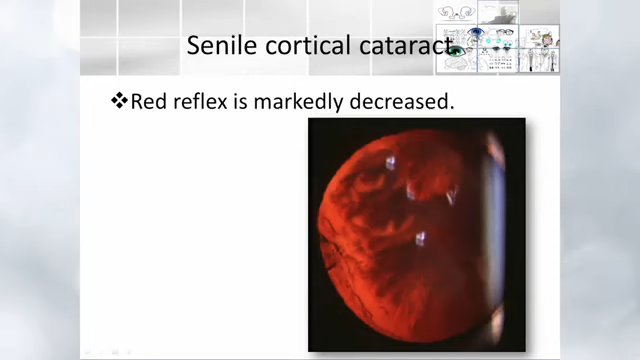 Senile cortical cataract
❖Red reflex is markedly decreased.